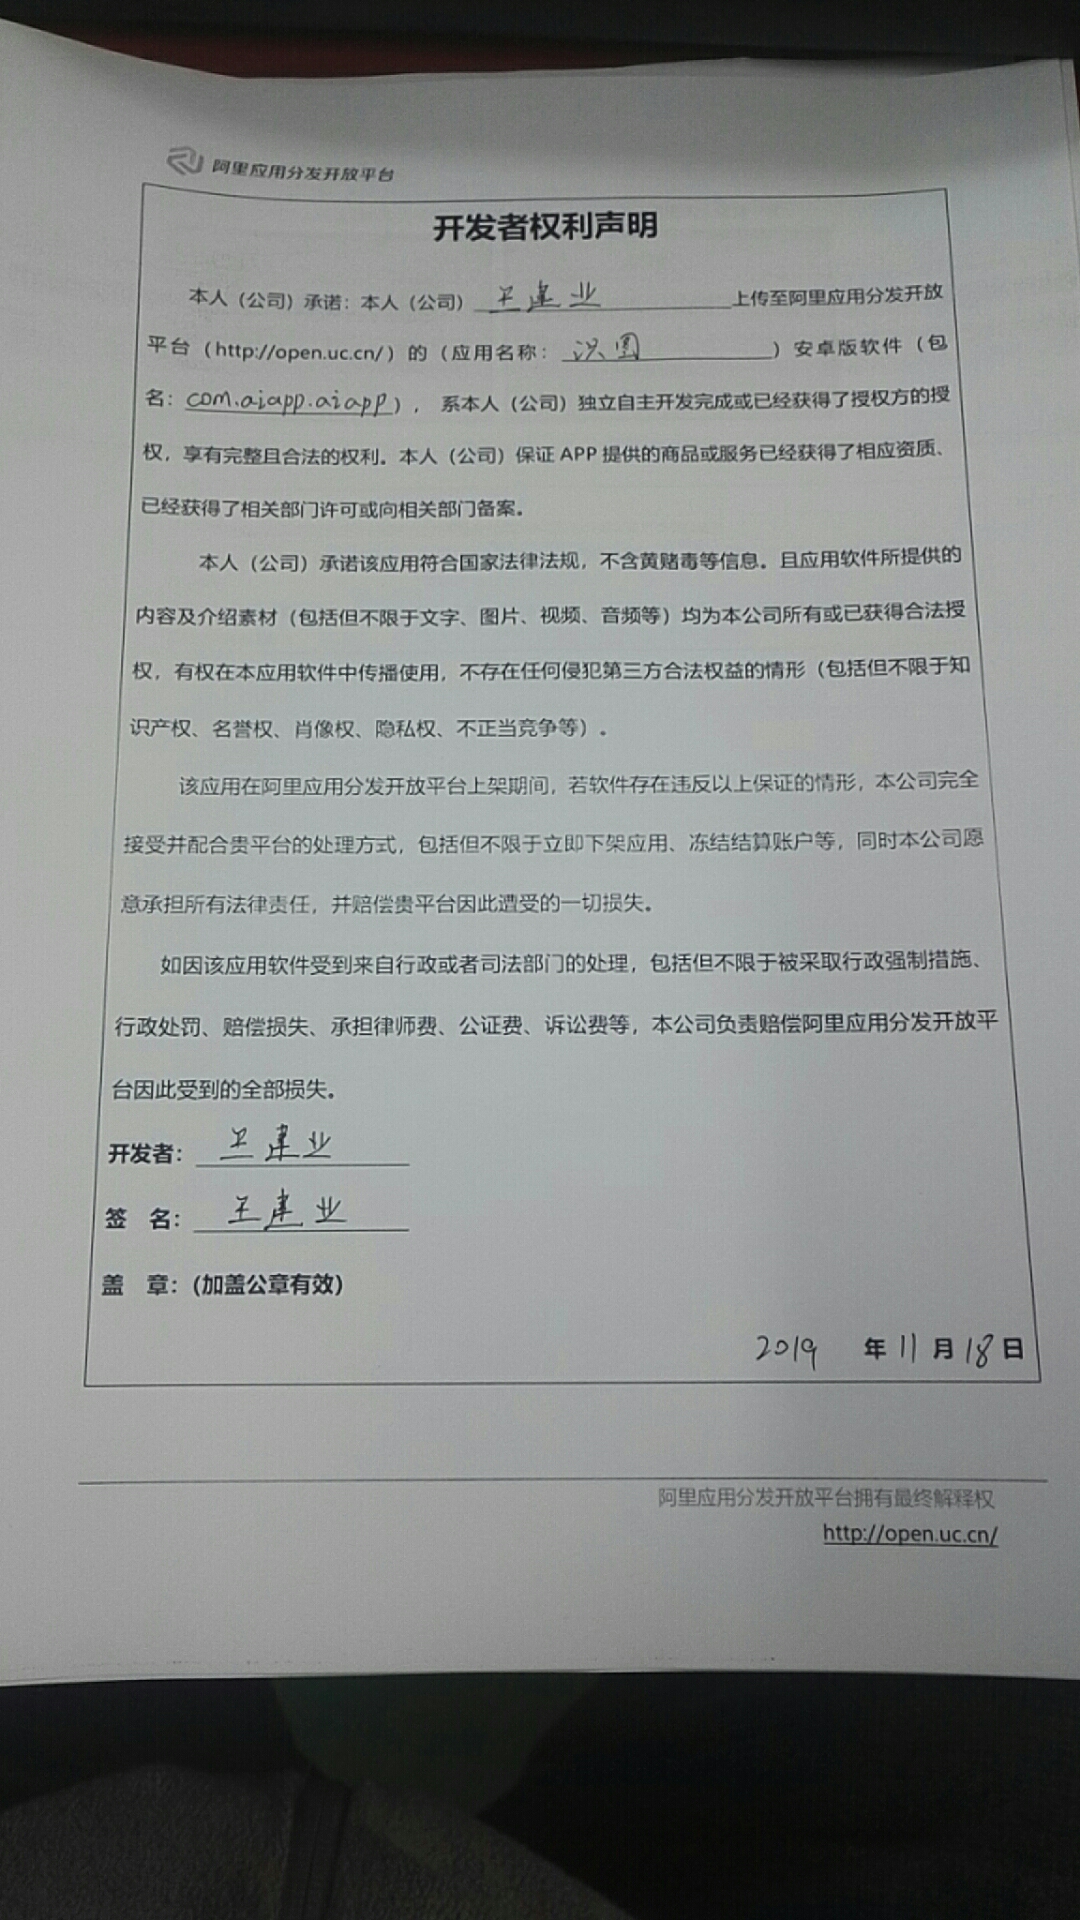 阿里应用分发开放平台
开发者权利声明
本人（公司）承诺：本人（公司） 王建业 上传至阿里应用分发开放
平台（http://open.uc.cn/）的（应用名称： 识图 ）安卓版软件（包
名：com.aiapp.aiapp），系本人（公司）独立自主开发完成或已经获得了授权方的授
权，享有完整且合法的权利。本人（公司）保证 APP 提供的商品或服务已经获得了相应资质、
已经获得了相关部门许可或向相关部门备案。
本人（公司）承诺该应用符合国家法律法规，不含黄赌毒等信息。且应用软件所提供的
内容及介绍素材（包括但不限于文字、图片、视频、音频等）均为本公司所有或已获得合法授
权，有权在本应用软件中传播使用，不存在任何侵犯第三方合法权益的情形（包括但不限于知
识产权、名誉权、肖像权、隐私权、不正当竞争等）。
该应用在阿里应用分发开放平台上架期间，若软件存在违反以上保证的情形，本公司完全
接受并配合贵平台的处理方式，包括但不限于立即下架应用、冻结结算账户等，同时本公司愿
意承担所有法律责任，并赔偿贵平台因此遭受的一切损失。
如因该应用软件受到来自行政或者司法部门的处理，包括但不限于被采取行政强制措施、
行政处罚、赔偿损失、承担律师费、公证费、诉讼费等，本公司负责赔偿阿里应用分发开放平
台因此受到的全部损失。
开发者： 王建业
签 名： 王建业
盖 章：(加盖公章有效)
2019 年 11 月 18 日
阿里应用分发开放平台拥有最终解释权
http://open.uc.cn/